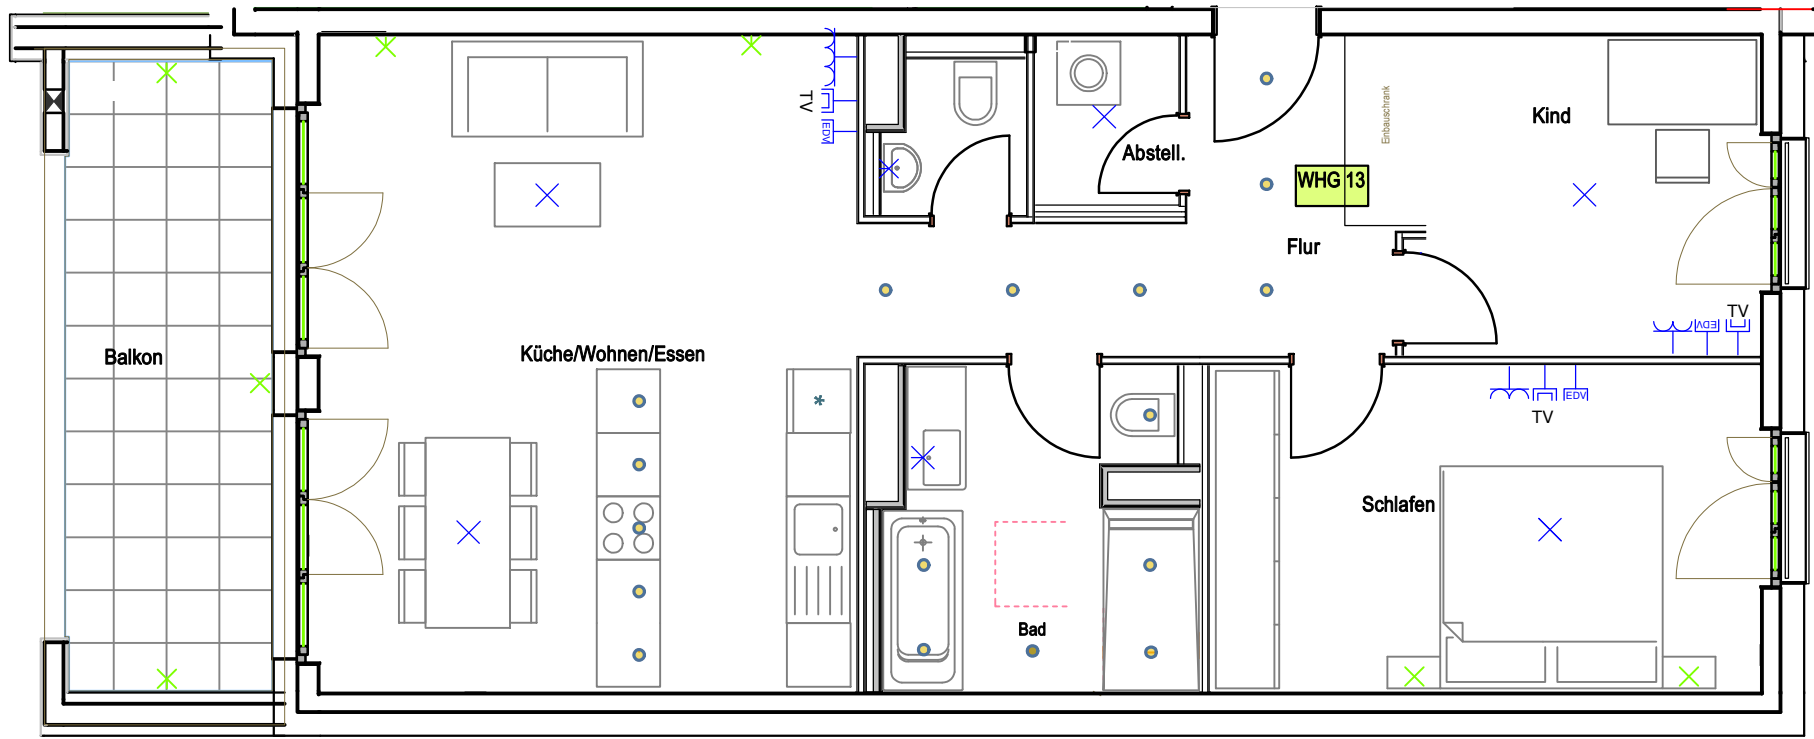 TV
EDV
Abstell.
Einbauschrank
Kind
WHG 13
Flur
Balkon
Küche/Wohnen/Essen
EDV
TV
EDV
TV
Schlafen
Bad
*